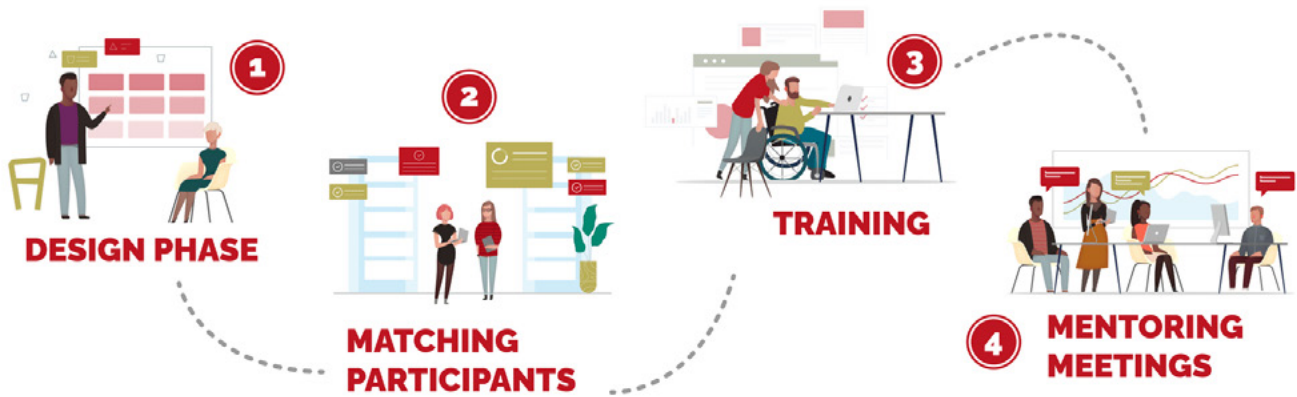 1
DESIGN PHASE
2
MATCHING
PARTICIPANTS
3
TRAINING
4
MENTORING
MEETINGS